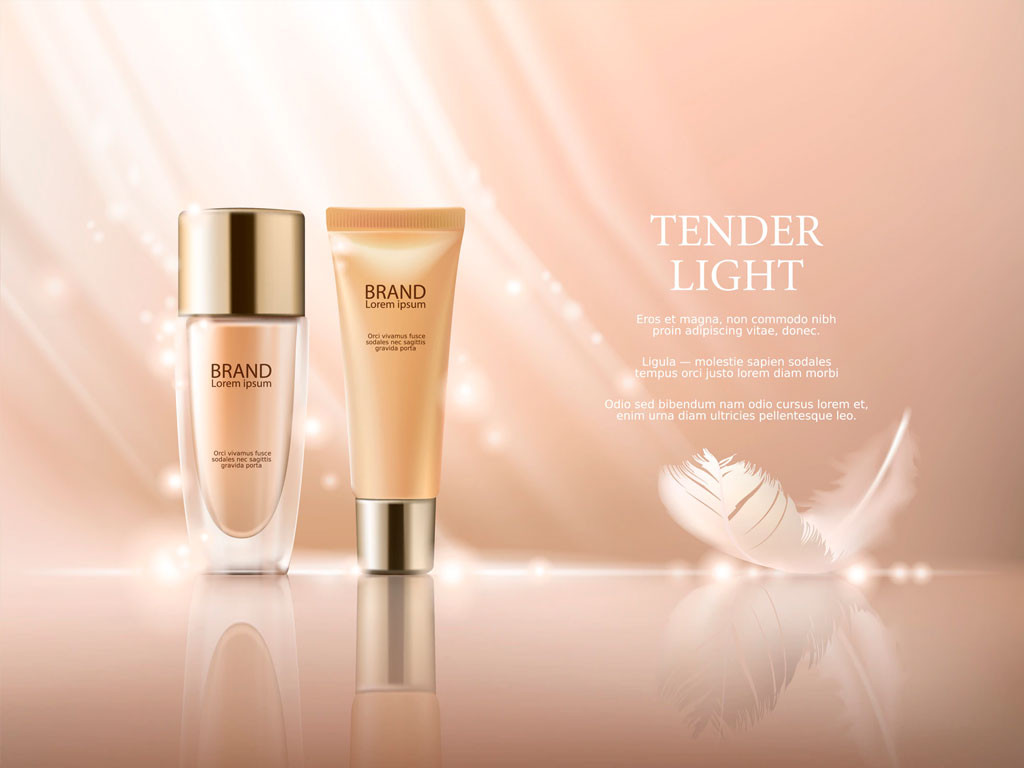 BRAND
Lorem ipsum
Orci vivamus fusce
sodales nec sagittis
gravida porta
BRAND
Lorem ipsum
Orci vivamus fusce
sodales nec sagittis
gravida porta
TENDER
LIGHT
Eros et magna, non commodo nibh
proin adipiscing vitae, donec.
Ligula — molestie sapien sodales
tempus orci justo lorem diam morbi
Odio sed bibendum nam odio cursus lorem et,
enim urna diam ultricies pellentesque leo.